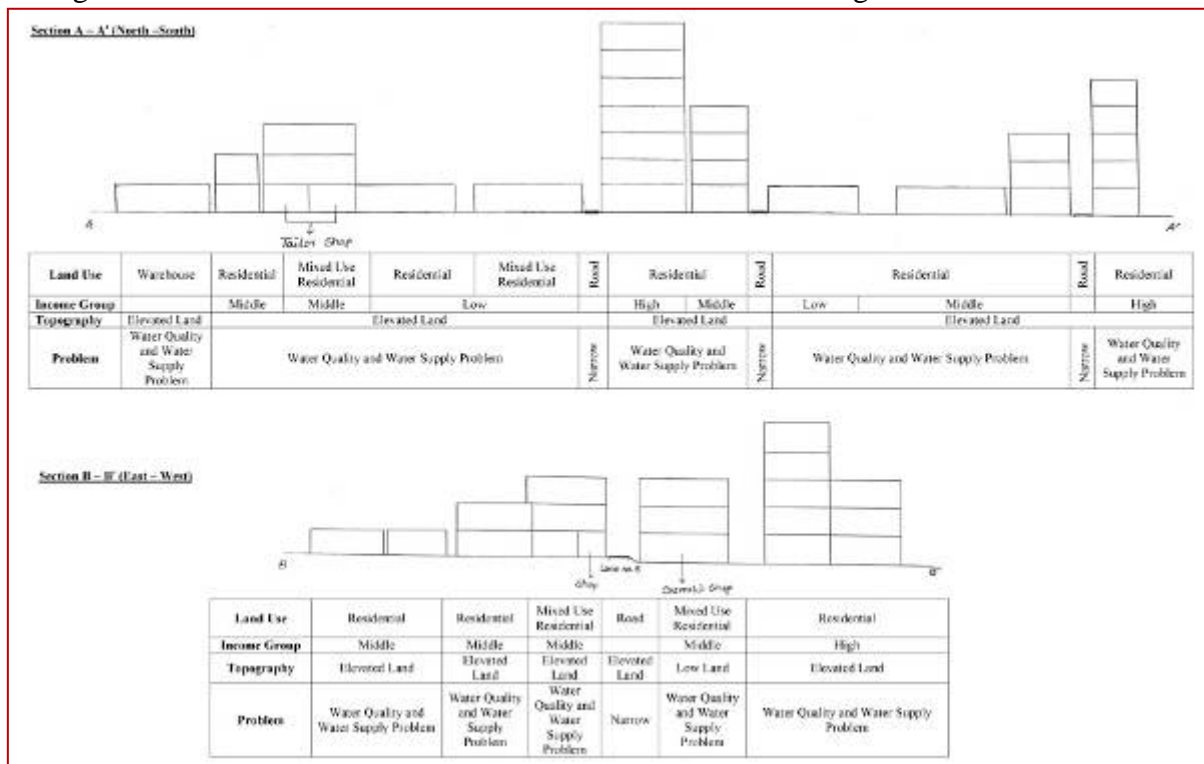 Section A – A' (North –South)
A
A'
Tailor Shop
Land Use Warehouse Residential Mixed Use Residential Residential Mixed Use Residential Road Residential Road Residential Road Residential
Income Group Middle Middle Low High Middle Low Middle High
Topography Elevated Land Elevated Land Elevated Land Elevated Land
Problem Water Quality and Water Supply Problem Water Quality and Water Supply Problem Narrow Water Quality and Water Supply Problem Narrow Water Quality and Water Supply Problem Narrow Water Quality and Water Supply Problem
Section B – B' (East – West)
B
B'
Shop
Shop
Land Use Residential Residential Mixed Use Residential Road Mixed Use Residential Residential
Income Group Middle Middle Middle Middle High
Topography Elevated Land Elevated Land Elevated Land Elevated Land Low Land Elevated Land
Problem Water Quality and Water Supply Problem Water Quality and Water Supply Problem Water Quality and Water Supply Problem Narrow Water Quality and Water Supply Problem Water Quality and Water Supply Problem